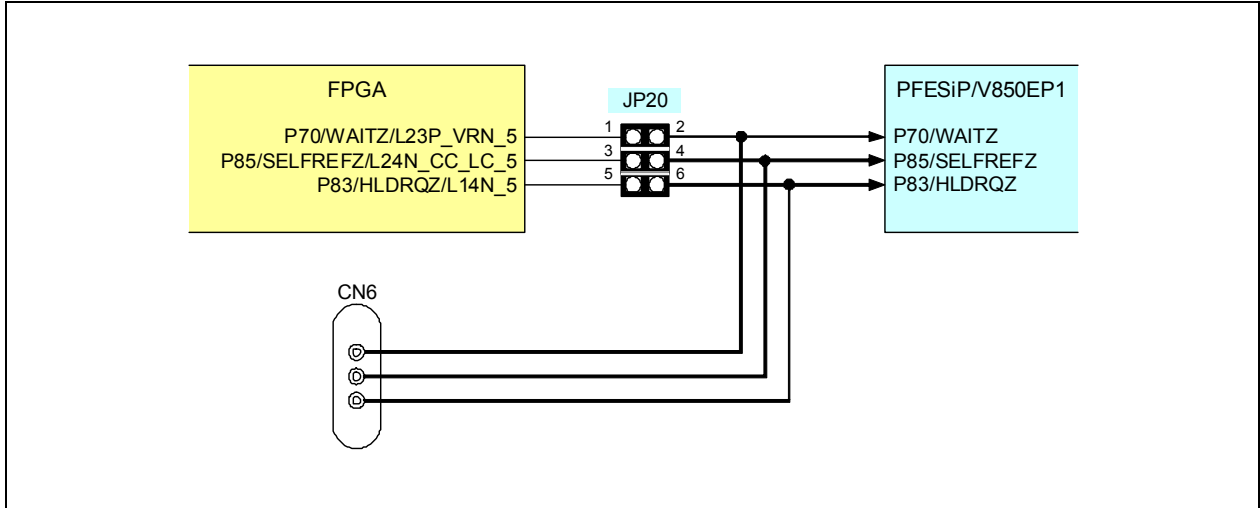 FPGA
JP20
PFESiP/V850EP1
P70/WAITZ/L23P_VRN_5
1
2
P70/WAITZ
P85/SELFREFZ/L24N_CC_LC_5
3
4
P85/SELFREFZ
P83/HLDRQZ/L14N_5
5
6
P83/HLDRQZ
CN6